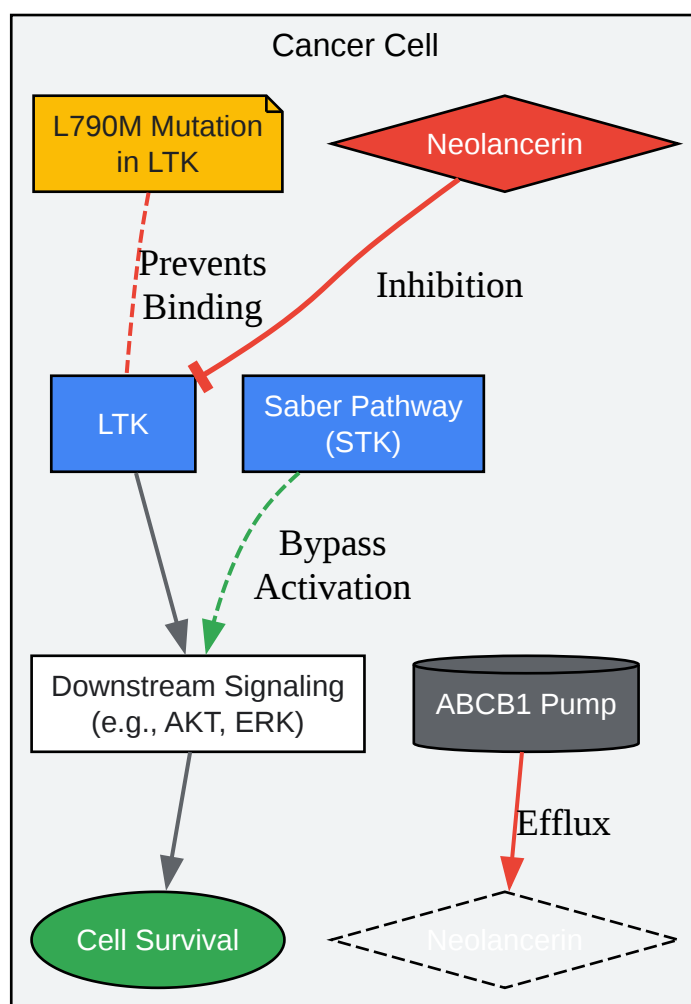 Cancer Cell
L790M Mutation
in LTK
Neolancerin
Prevents
Binding
Inhibition
LTK
Saber Pathway
(STK)
Bypass
Activation
Downstream Signaling
(e.g., AKT, ERK)
ABCB1 Pump
Efflux
Cell Survival
Neolancerin